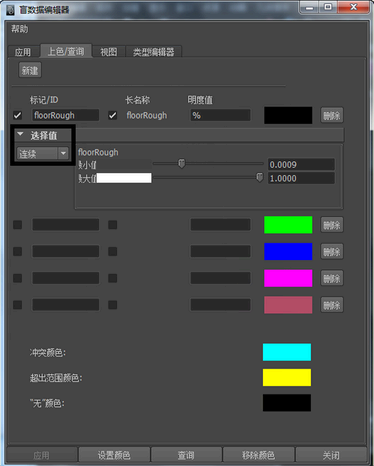 盲数据编辑器
帮助
应用 上色/查询 视图 类型编辑器
新建
标记/ID 长名称 明度值
floorRough floorRough % 删除
选择值
连续
floorRough
最小值 0.0009
最大值 1.0000
删除
删除
删除
删除
冲突颜色:
超出范围颜色:
"无"颜色:
应用 设置颜色 查询 移除颜色 关闭